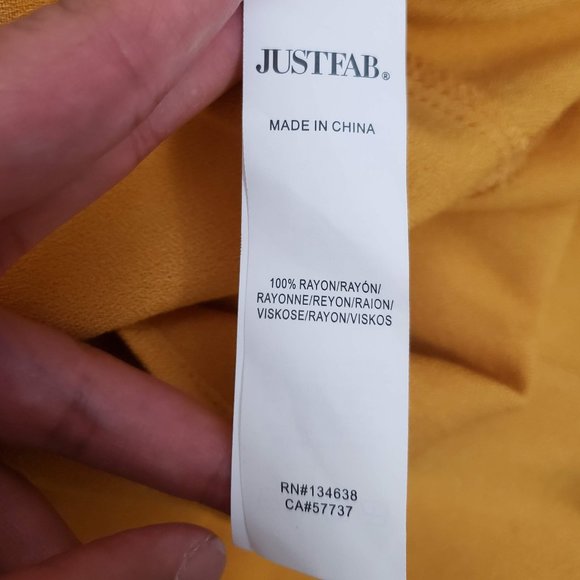 JUSTFAB®
MADE IN CHINA
100% RAYON/RAYÓN/
RAYONNE/REYON/RAION/
VISKOSE/RAYON/VISKOS
RN#134638
CA#57737